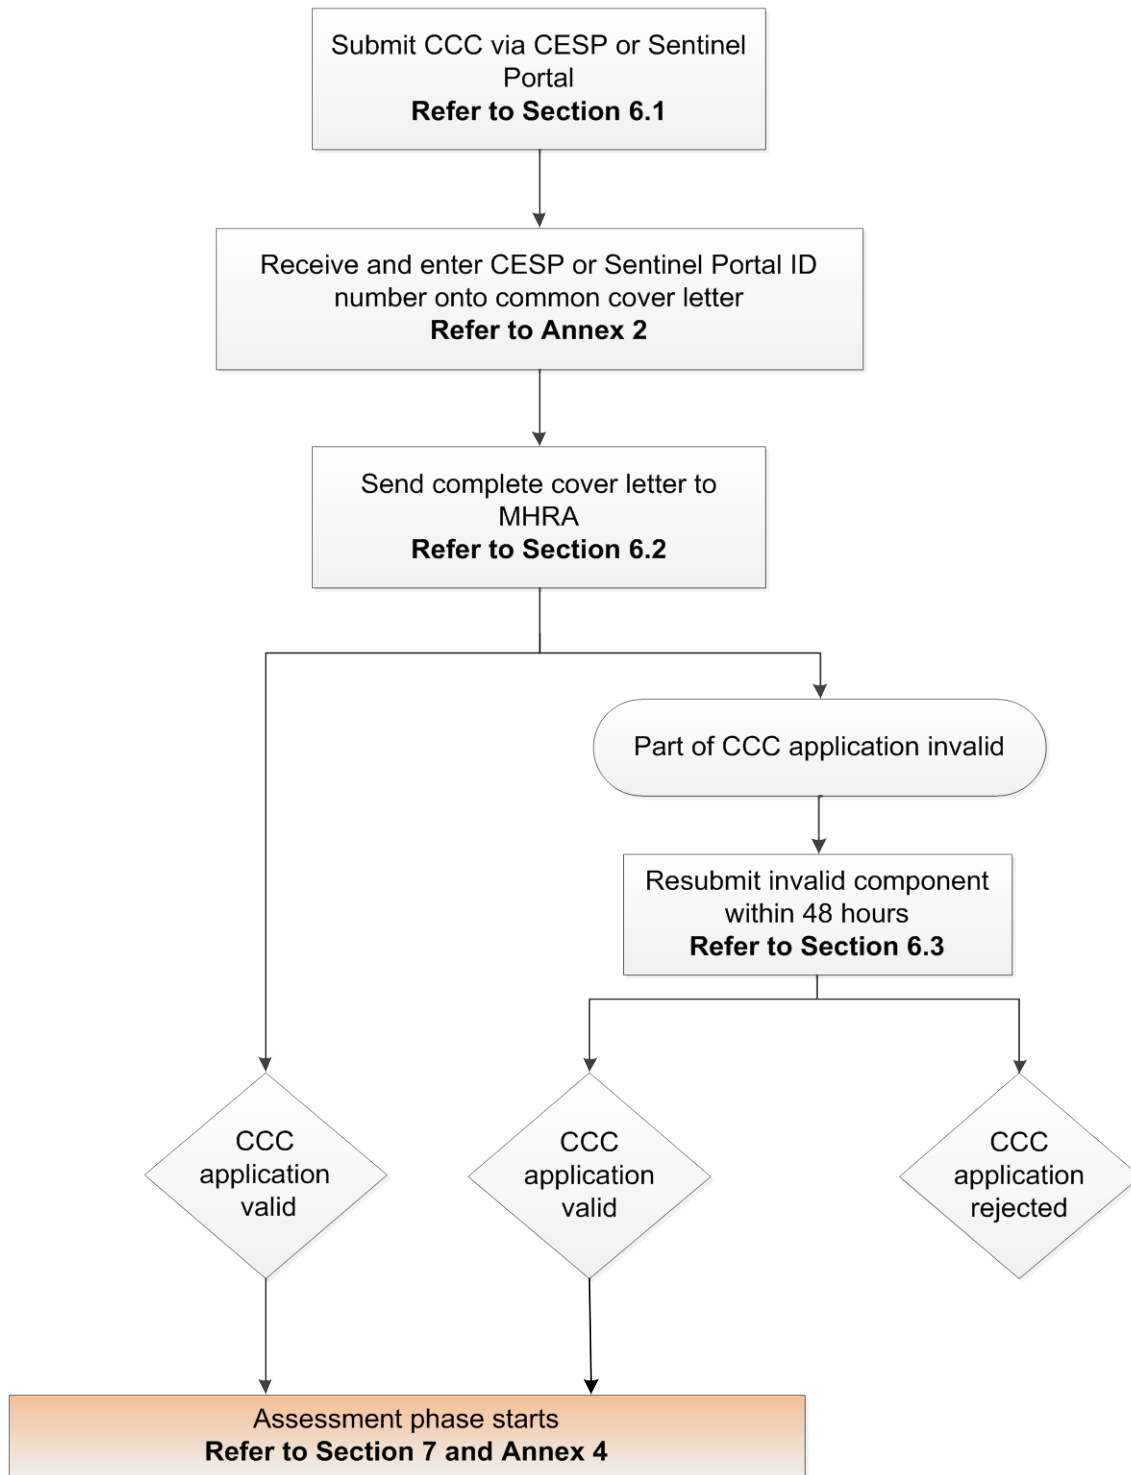 Submit CCC via CESP or Sentinel
Portal
Refer to Section 6.1
Receive and enter CESP or Sentinel Portal ID
number onto common cover letter
Refer to Annex 2
Send complete cover letter to
MHRA
Refer to Section 6.2
Part of CCC application invalid
Resubmit invalid component
within 48 hours
Refer to Section 6.3
CCC
application
valid
CCC
application
valid
CCC
application
rejected
Assessment phase starts
Refer to Section 7 and Annex 4